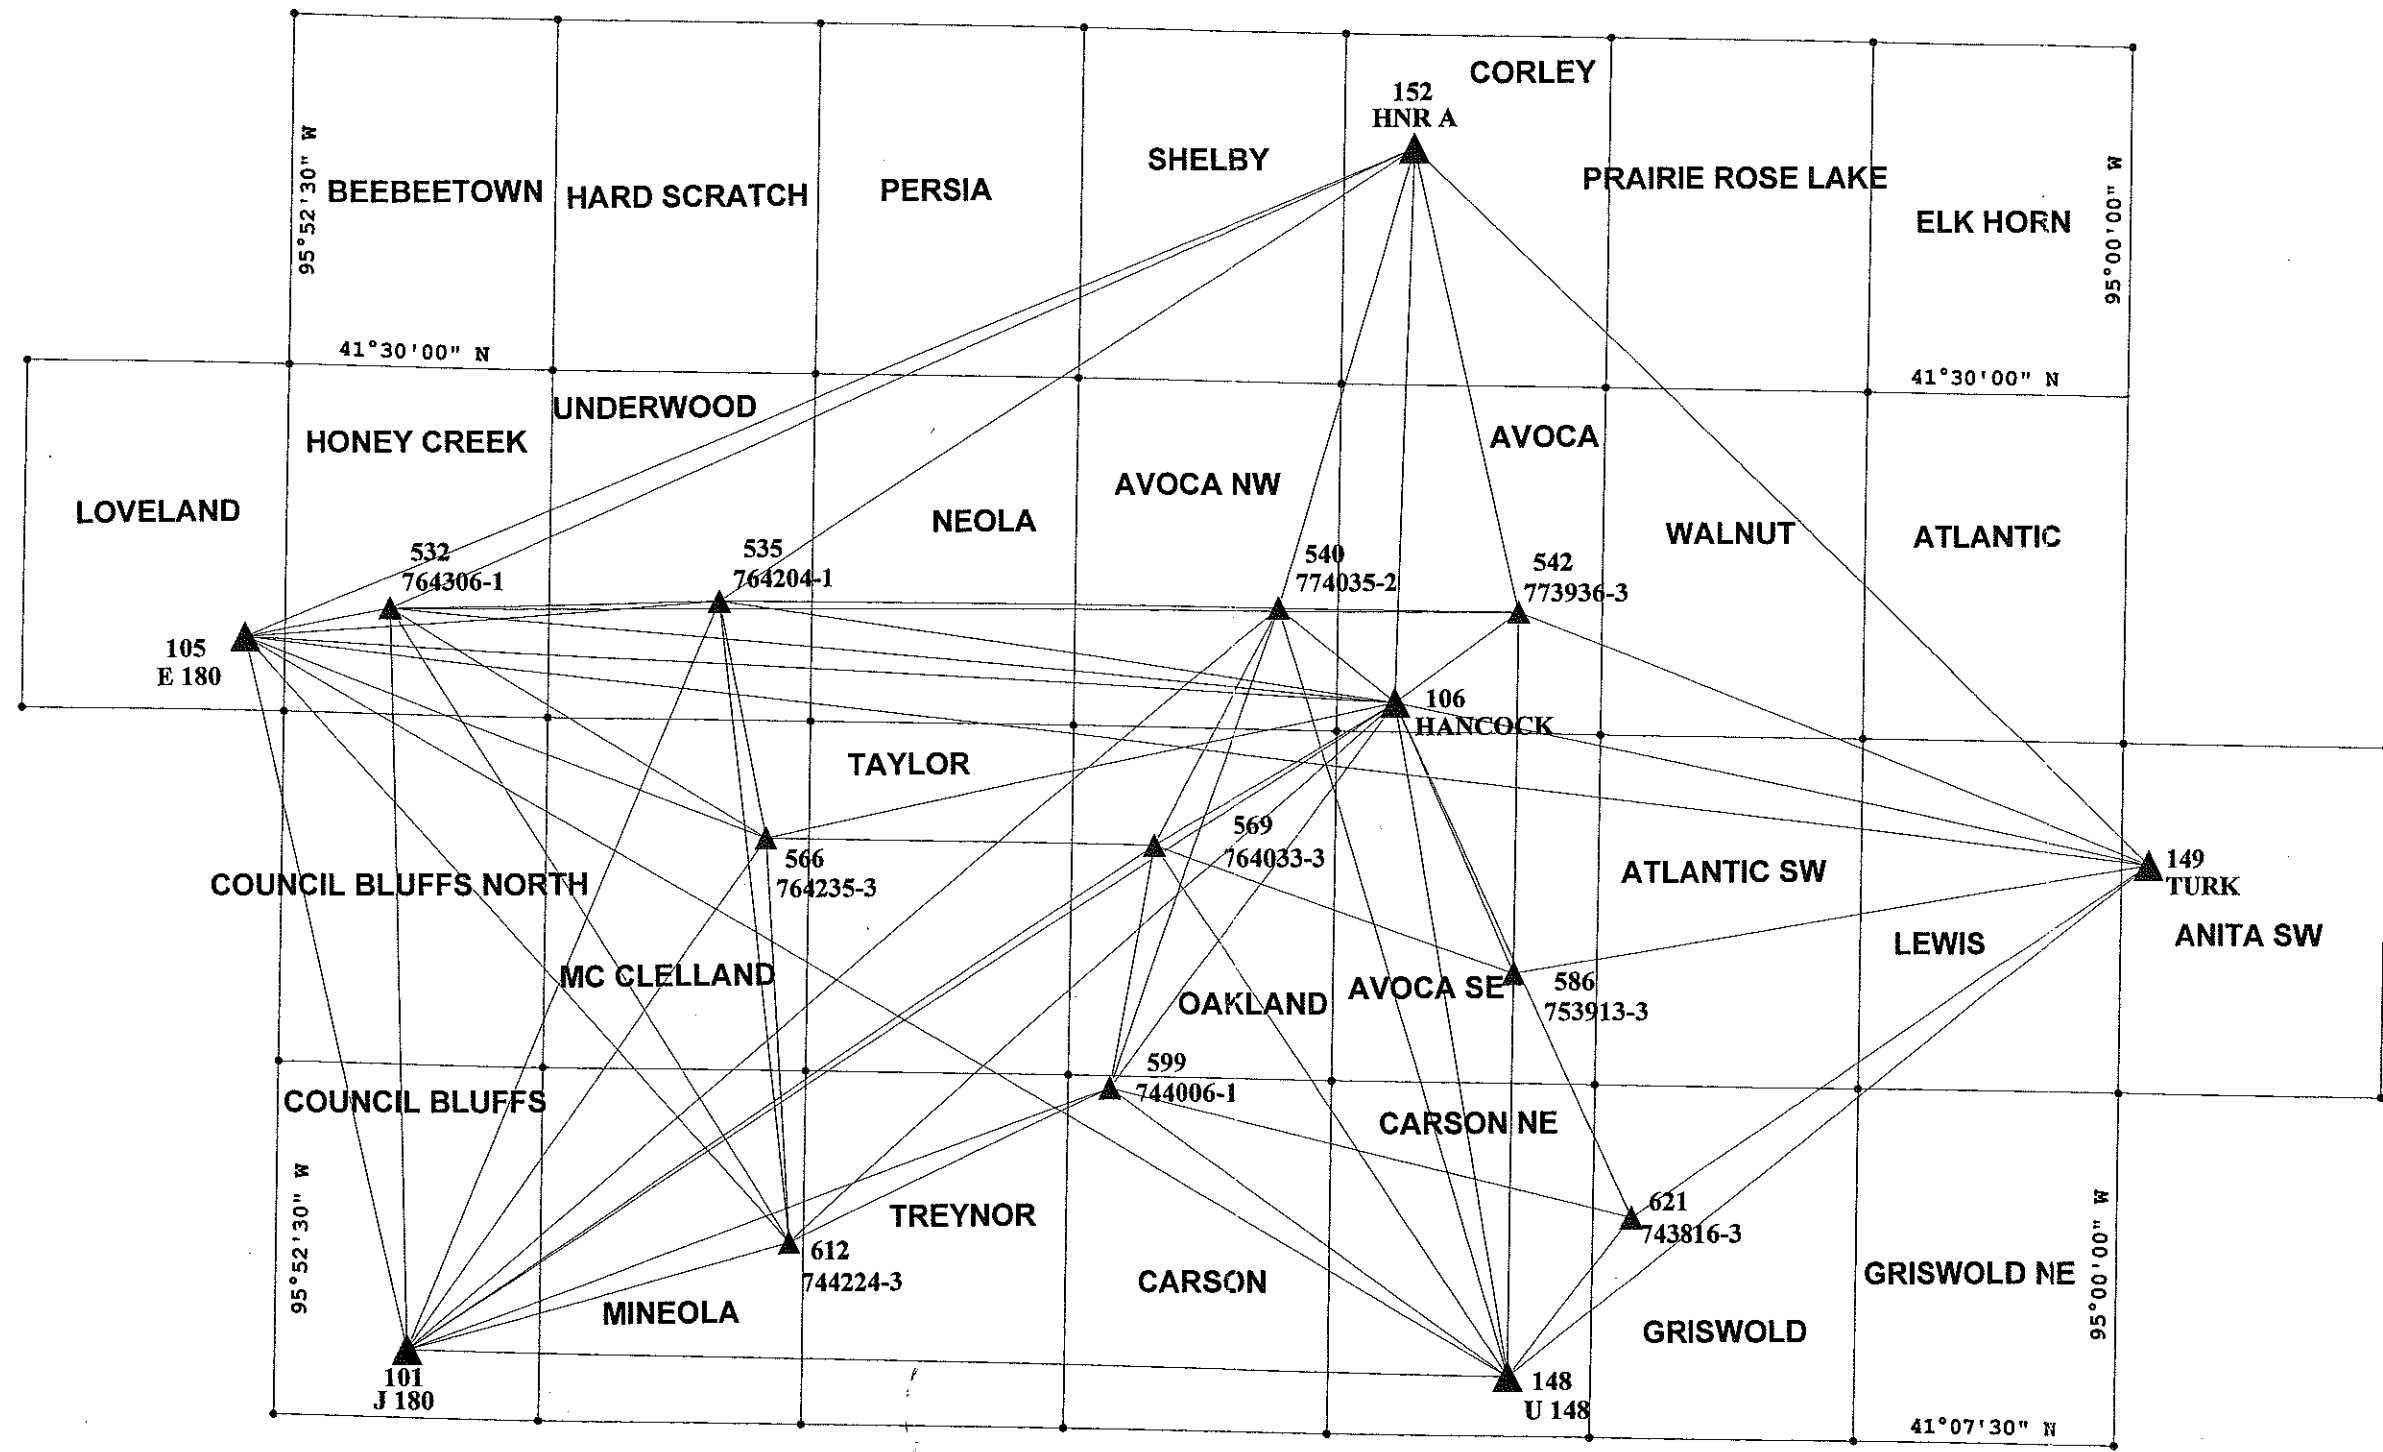 CORLEY
152
HNR A
SHELBY
95°52'30" W
BEEBEETOWN
HARD SCRATCH
PERSIA
PRAIRIE ROSE LAKE
ELK HORN
95°00'00" W
41°30'00" N
41°30'00" N
UNDERWOOD
HONEY CREEK
AVOCA
AVOCA NW
LOVELAND
NEOLA
WALNUT
ATLANTIC
532
764306-1
535
764204-1
540
774035-2
542
773936-3
105
E 180
106
HANCOCK
TAYLOR
569
764033-3
566
764235-3
COUNCIL BLUFFS NORTH
ATLANTIC SW
149
TURK
LEWIS
ANITA SW
MC CLELLAND
OAKLAND
AVOCA SE
586
753913-3
599
744006-1
COUNCIL BLUFFS
CARSON NE
95°52'30" W
TREYNOR
621
743816-3
95°00'00" W
612
744224-3
CARSON
GRISWOLD NE
MINEOLA
GRISWOLD
101
J 180
148
U 148
41°07'30" N